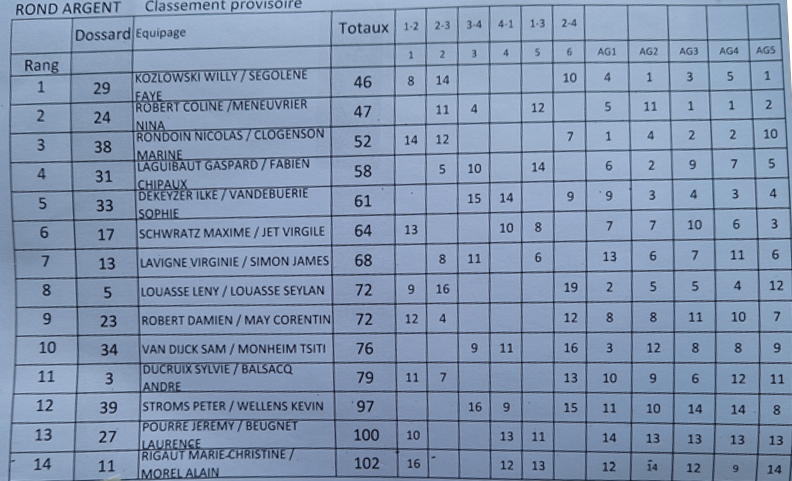 ROND ARGENT Classement provisoire
Dossard Equipage Totaux 1-2 2-3 3-4 4-1 1-3 2-4
1 2 3 4 5 6 AG1 AG2 AG3 AG4 AG5
Rang
1 29 KOZLOWSKI WILLY / SEGOLENE FAYE 46 8 14 10 4 1 3 5 1
2 24 ROBERT COLINE /MENEUVRIER NINA 47 11 4 12 5 11 1 1 2
3 38 RONDOIN NICOLAS / CLOGENSON MARINE 52 14 12 7 1 4 2 2 10
4 31 LAGUIBAUT GASPARD / FABIEN CHIPAUX 58 5 10 14 6 2 9 7 5
5 33 DEKEYZER ILKE / VANDEBUERIE SOPHIE 61 15 14 9 9 3 4 3 4
6 17 SCHWRATZ MAXIME / JET VIRGILE 64 13 10 8 7 7 10 6 3
7 13 LAVIGNE VIRGINIE / SIMON JAMES 68 8 11 6 13 6 7 11 6
8 5 LOUASSE LENY / LOUASSE SEYLAN 72 9 16 19 2 5 5 4 12
9 23 ROBERT DAMIEN / MAY CORENTIN 72 12 4 12 8 8 11 10 7
10 34 VAN DIJCK SAM / MONHEIM TSITI 76 9 11 16 3 12 8 8 9
11 3 DUCRUIX SYLVIE / BALSACQ ANDRE 79 11 7 13 10 9 6 12 11
12 39 STROMS PETER / WELLENS KEVIN 97 16 9 15 11 10 14 14 8
13 27 POURRE JEREMY / BEUGNET LAURENCE 100 10 13 11 14 13 13 13 13
14 11 RIGAUT MARIE-CHRISTINE / MOREL ALAIN 102 16 12 13 12 14 12 9 14